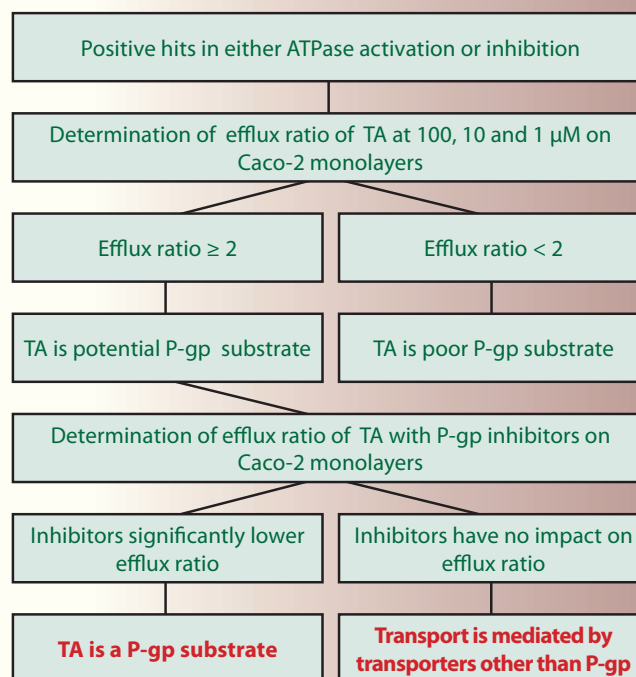 Positive hits in either ATPase activation or inhibition
Determination of efflux ratio of TA at 100, 10 and 1 µM on
Caco-2 monolayers
Efflux ratio ≥ 2
Efflux ratio < 2
TA is potential P-gp substrate
TA is poor P-gp substrate
Determination of efflux ratio of TA with P-gp inhibitors on
Caco-2 monolayers
Inhibitors significantly lower
efflux ratio
Inhibitors have no impact on
efflux ratio
TA is a P-gp substrate
Transport is mediated by
transporters other than P-gp